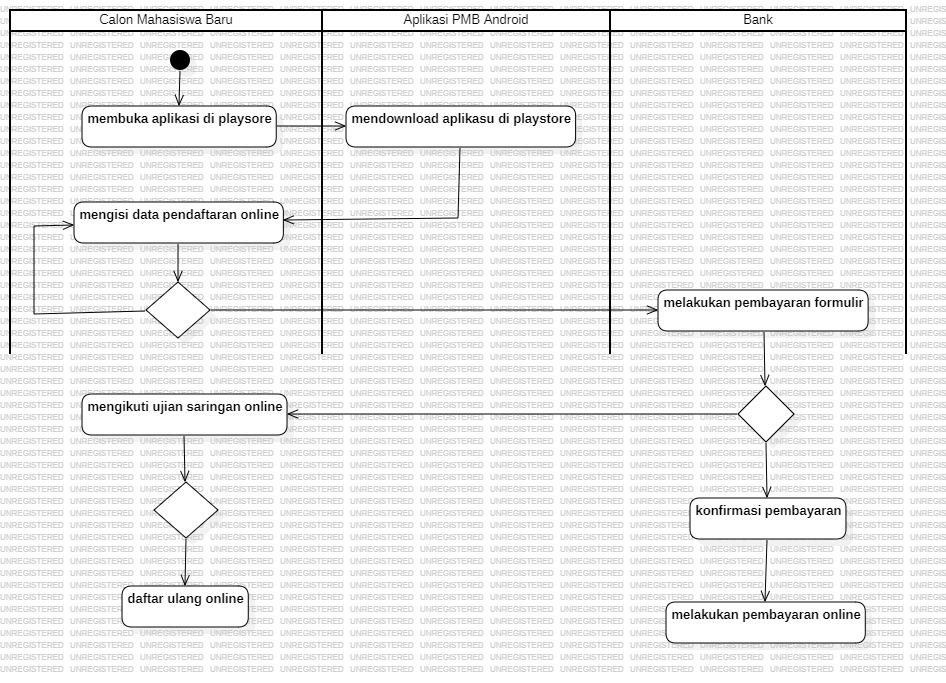 Calon Mahasiswa Baru
Aplikasi PMB Android
Bank
membuka aplikasi di playsore
mendownload aplikasu di playstore
mengisi data pendaftaran online
melakukan pembayaran formulir
mengikuti ujian saringan online
konfirmasi pembayaran
daftar ulang online
melakukan pembayaran online
UNREGISTERED